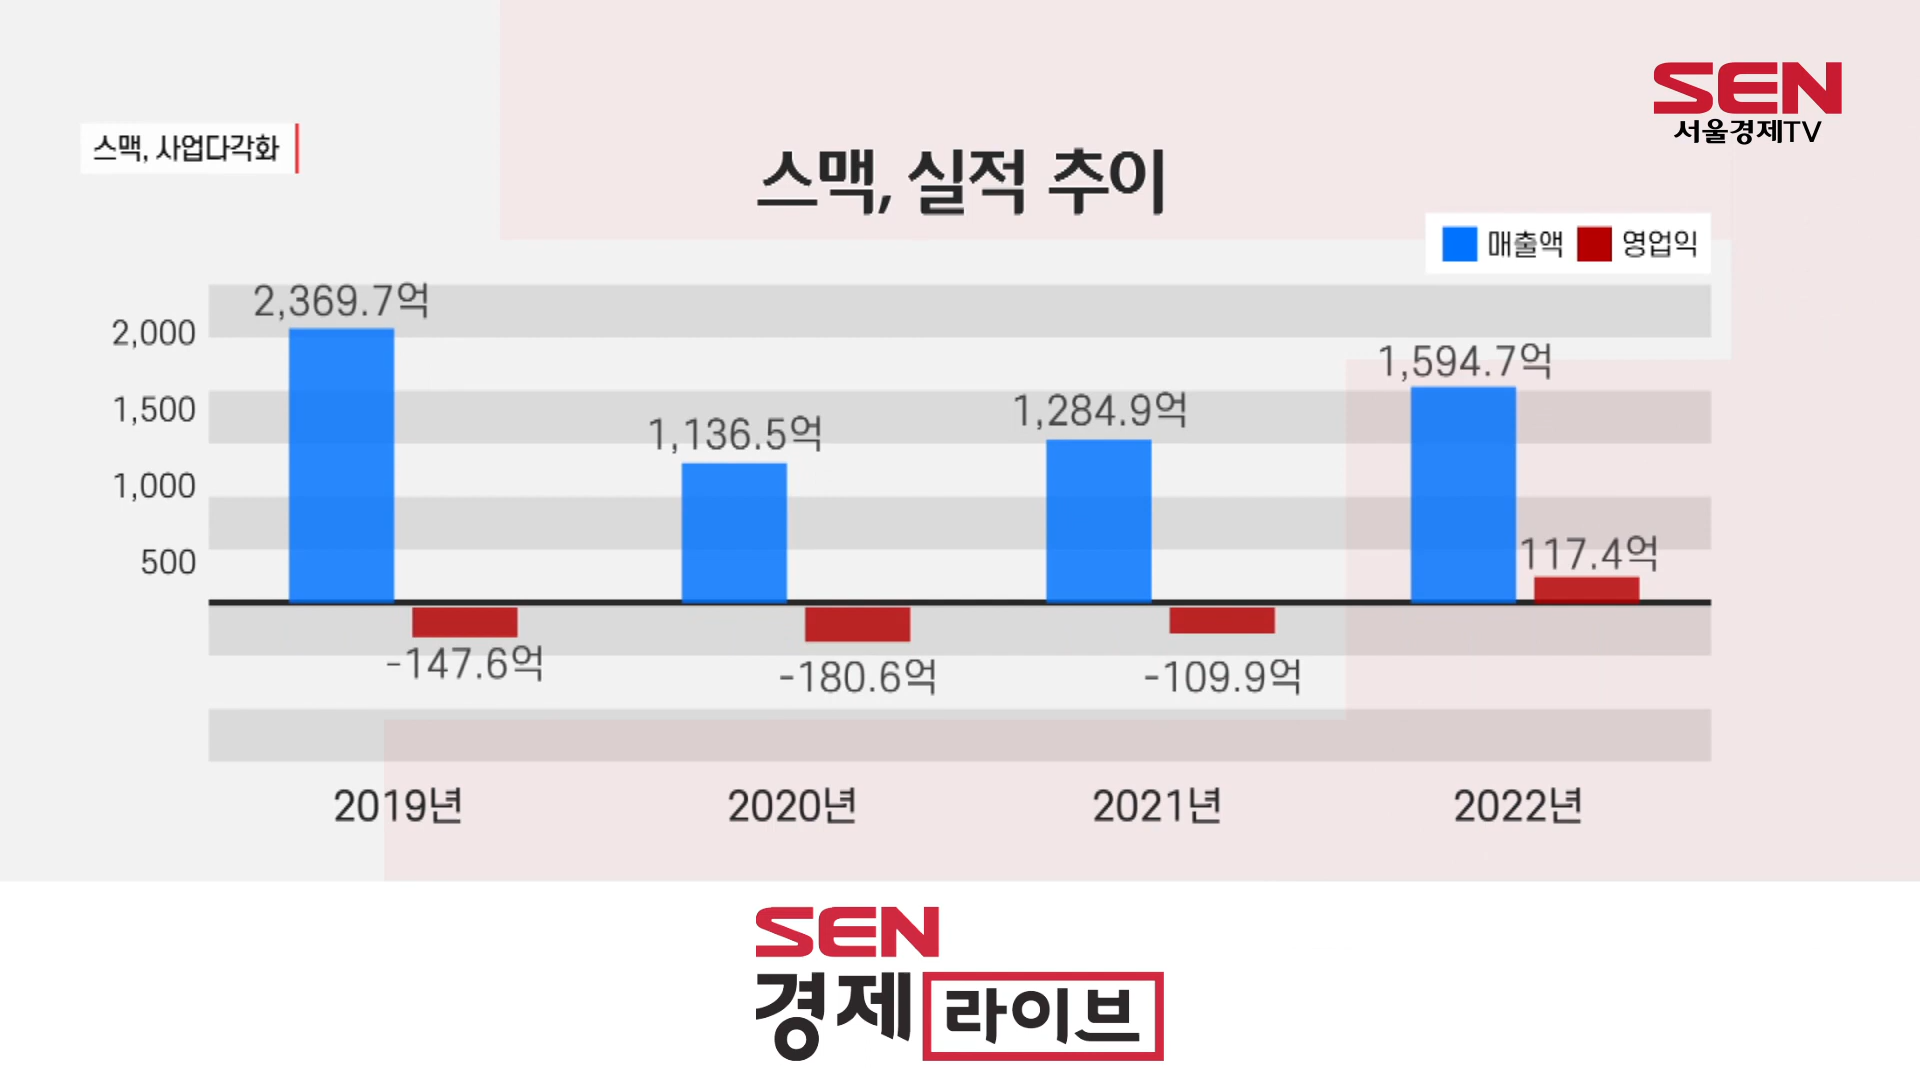 SEN
서울경제TV
스맥, 사업다각화
스맥, 실적 추이
매출액 영업익
2,000
1,500
1,000
500
2,369.7억
1,136.5억
1,284.9억
1,594.7억
-147.6억
-180.6억
-109.9억
117.4억
2019년 2020년 2021년 2022년
SEN
경제 라이브